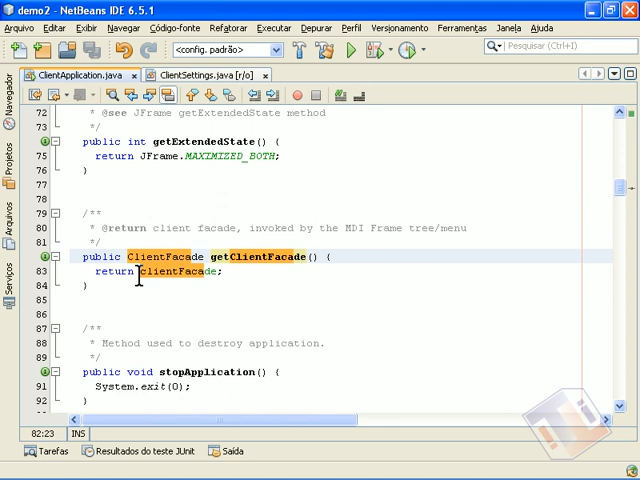 demo2 - NetBeans IDE 6.5.1
Arquivo Editar Exibir Navegar Código-fonte Refatorar Executar Depurar Perfil Versionamento Ferramentas Janela Ajuda
<config. padrão>
Pesquisar (Ctrl+I)
ClientApplication.java ClientSettings.java [r/o]
Navegador
Projetos
Arquivos
Serviços
72 * @see JFrame getExtendedState method
73 */
public int getExtendedState() {
75 return JFrame.MAXIMIZED_BOTH;
76 }
77
78
79 /**
80 * @return client facade, invoked by the MDI Frame tree/menu
81 */
public ClientFacade getClientFacade() {
83 return clientFacade;
84 }
85
86
87 /**
88 * Method used to destroy application.
89 */
public void stopApplication() {
91 System.exit(0);
92 }
82:23 INS
Tarefas Resultados do teste JUnit Saída